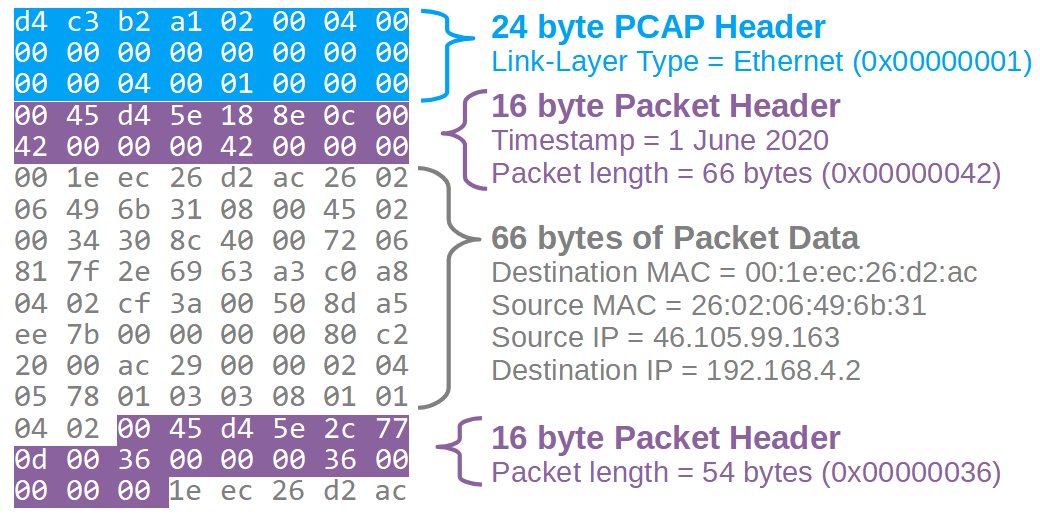 d4 c3 b2 a1 02 00 04 00
00 00 00 00 00 00 00 00
00 00 04 00 01 00 00 00
00 45 d4 5e 18 8e 0c 00
42 00 00 00 42 00 00 00
00 1e ec 26 d2 ac 26 02
06 49 6b 31 08 00 45 02
00 34 30 8c 40 00 72 06
81 7f 2e 69 63 a3 c0 a8
04 02 cf 3a 00 50 8d a5
ee 7b 00 00 00 00 80 c2
20 00 ac 29 00 00 02 04
05 78 01 03 03 08 01 01
04 02 00 45 d4 5e 2c 77
0d 00 36 00 00 00 36 00
00 00 00 1e ec 26 d2 ac
24 byte PCAP Header
Link-Layer Type = Ethernet (0x00000001)
16 byte Packet Header
Timestamp = 1 June 2020
Packet length = 66 bytes (0x00000042)
66 bytes of Packet Data
Destination MAC = 00:1e:ec:26:d2:ac
Source MAC = 26:02:06:49:6b:31
Source IP = 46.105.99.163
Destination IP = 192.168.4.2
16 byte Packet Header
Packet length = 54 bytes (0x00000036)